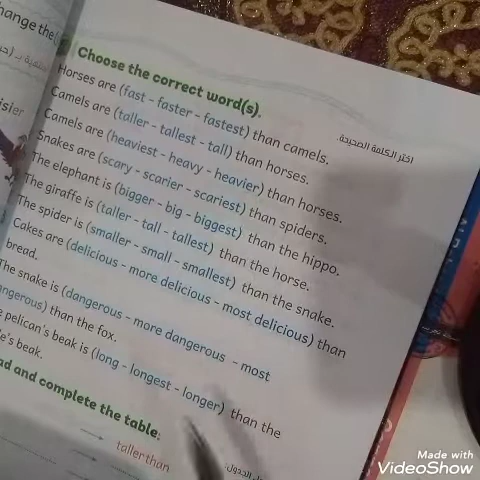 hange the
Choose the correct word(s).
اختر الكلمة الصحيحة.
Horses are (fast - faster - fastest) than camels.
Camels are (taller - tallest - tall) than horses.
Camels are (heaviest - heavy - heavier) than horses.
Snakes are (scary - scarier - scariest) than spiders.
The elephant is (bigger - big - biggest) than the hippo.
The giraffe is (taller - tall - tallest) than the horse.
The spider is (smaller - small - smallest) than the snake.
Cakes are (delicious - more delicious - most delicious) than
bread.
The snake is (dangerous - more dangerous - most
angerous) than the fox.
e pelican's beak is (long - longest - longer) than the
e's beak.
ad and complete the table:
taller than
isier
Made with
VideoShow